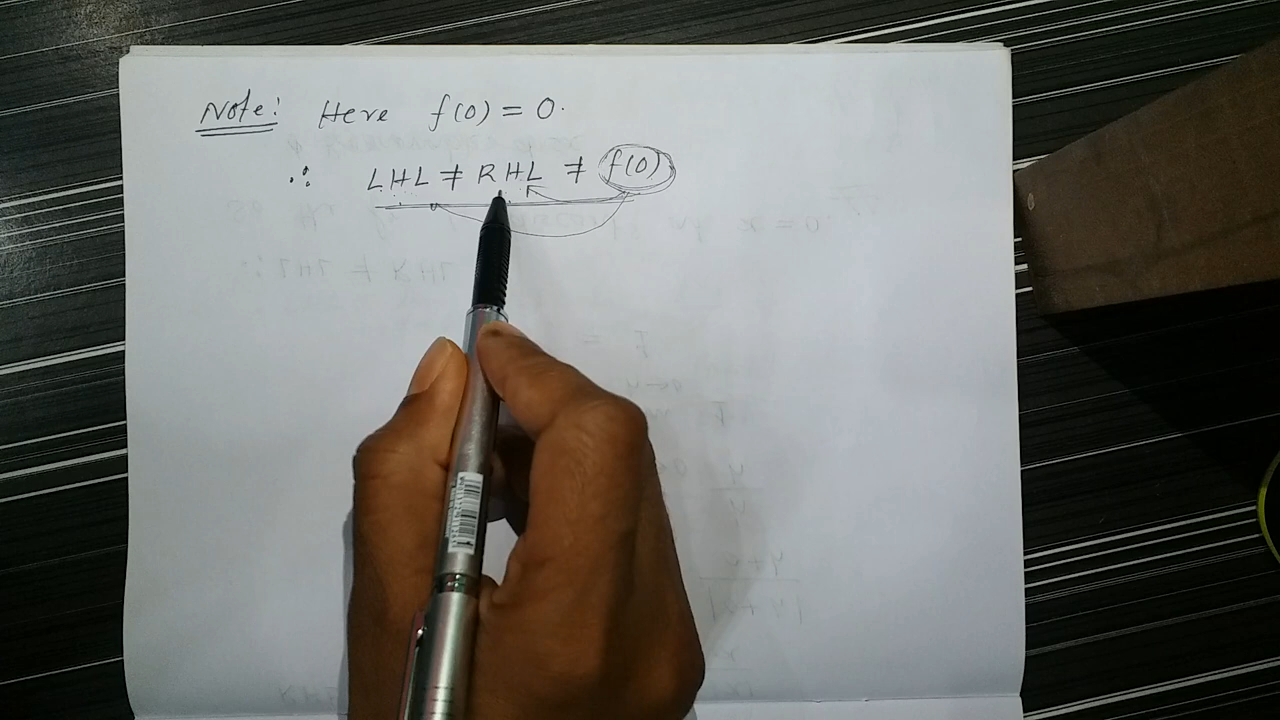 Note: Here f(0) = 0.
∴ LHL ≠ RHL ≠ f(0)